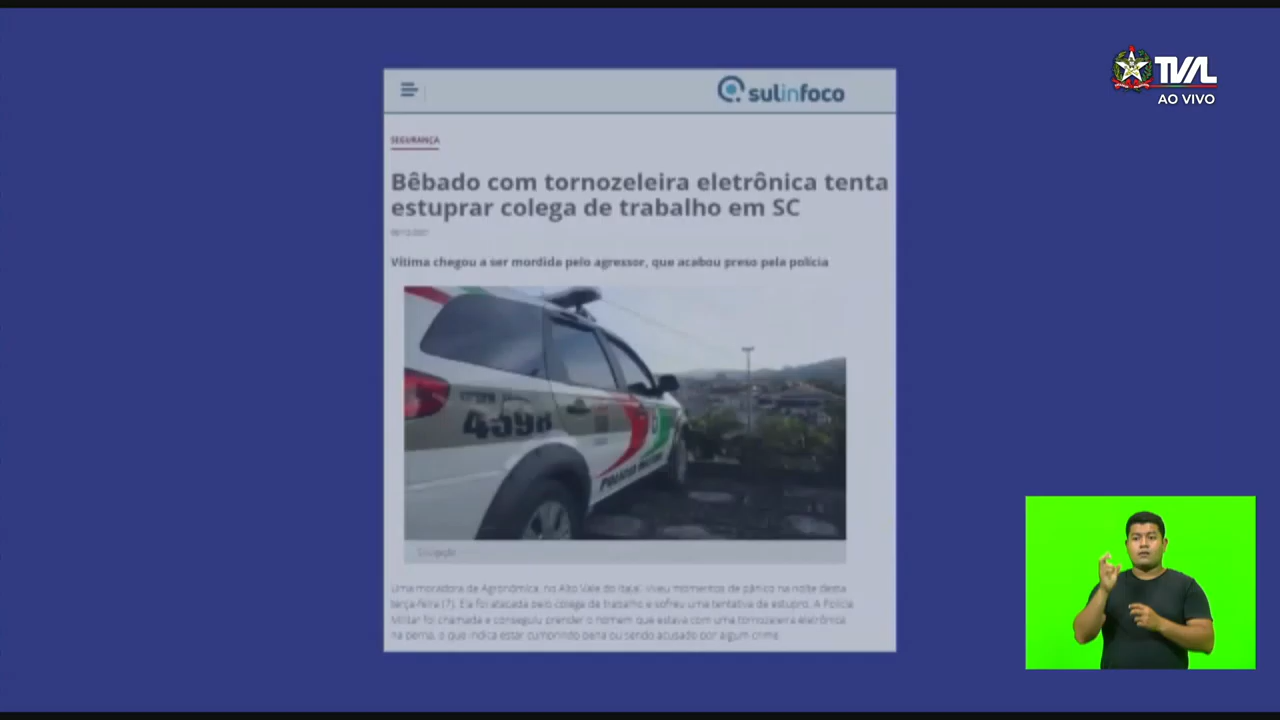 TVAL
AO VIVO
sulinfoco
SEGURANÇA
Bêbado com tornozeleira eletrônica tenta
estuprar colega de trabalho em SC
Vítima chegou a ser mordida pelo agressor, que acabou preso pela polícia
4398
POLÍCIA MILITAR
Divulgação
Uma moradora de Agronômica, no Alto Vale do Itajaí, viveu momentos de pânico na noite desta
terça-feira (7). Ela foi atacada pelo colega de trabalho e sofreu uma tentativa de estupro. A Polícia
Militar foi chamada e conseguiu prender o homem que estava com uma tornozeleira eletrônica
na perna, o que indica estar cumprindo pena ou sendo acusado por algum crime